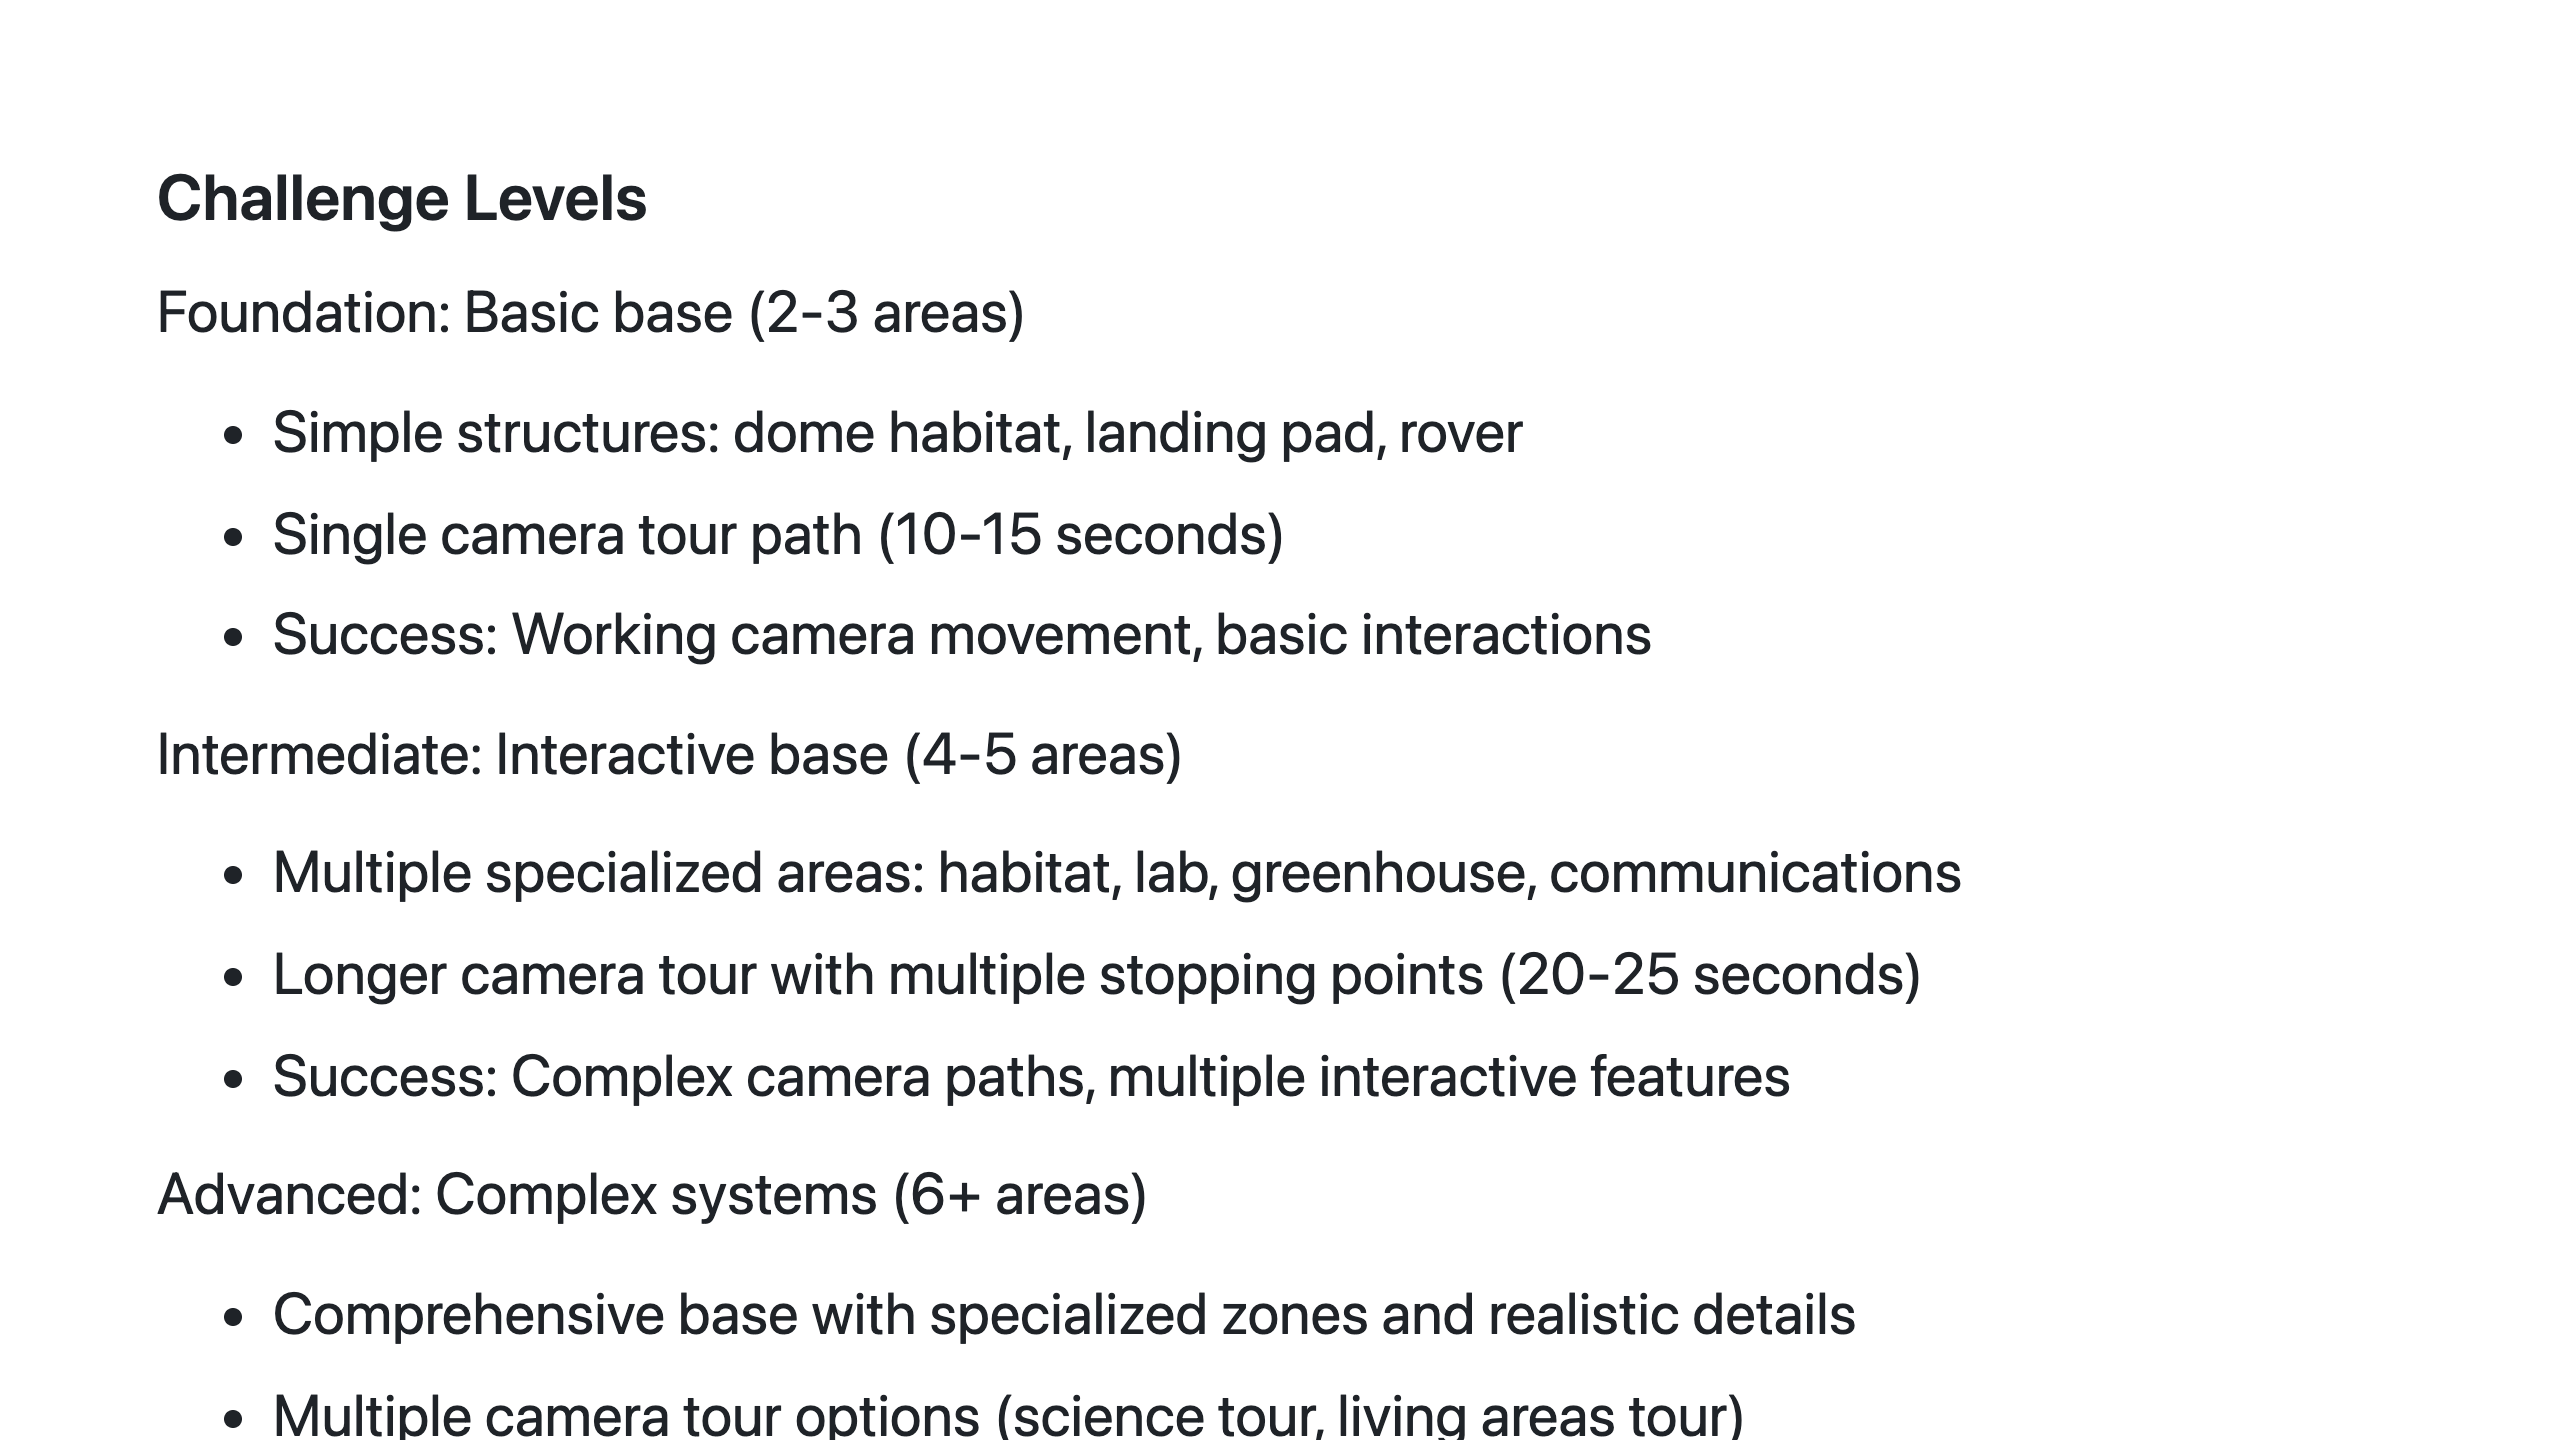 Challenge Levels
Foundation: Basic base (2-3 areas)
• Simple structures: dome habitat, landing pad, rover
• Single camera tour path (10-15 seconds)
• Success: Working camera movement, basic interactions
Intermediate: Interactive base (4-5 areas)
• Multiple specialized areas: habitat, lab, greenhouse, communications
• Longer camera tour with multiple stopping points (20-25 seconds)
• Success: Complex camera paths, multiple interactive features
Advanced: Complex systems (6+ areas)
• Comprehensive base with specialized zones and realistic details
• Multiple camera tour options (science tour, living areas tour)